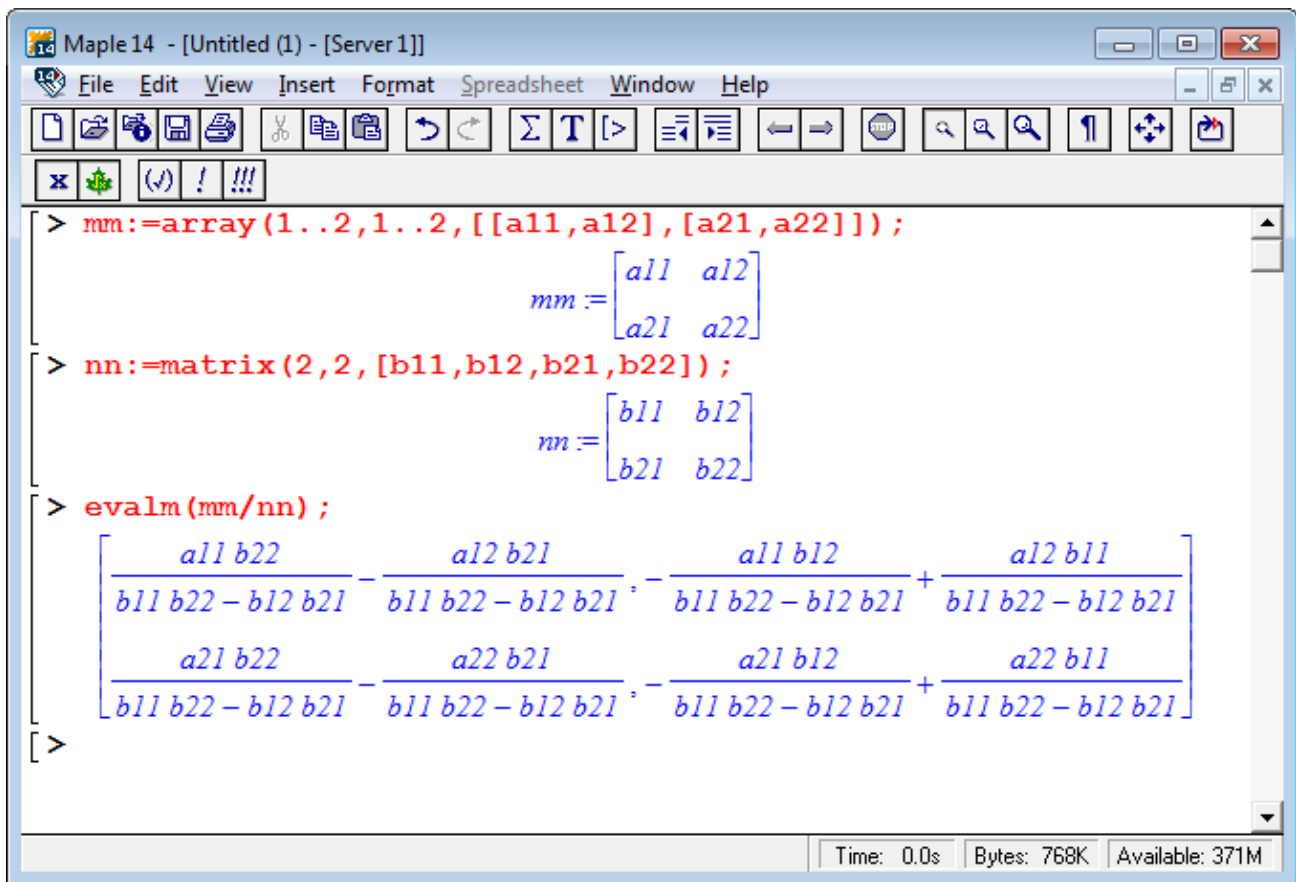 Maple 14 - [Untitled (1) - [Server 1]]
File Edit View Insert Format Spreadsheet Window Help
Σ T [> STOP ¶
x (√) ! !!!
[ > mm:=array(1..2,1..2,[[a11,a12],[a21,a22]]);
mm := [a11 a12
a21 a22]
[ > nn:=matrix(2,2,[b11,b12,b21,b22]);
nn := [b11 b12
b21 b22]
[ > evalm(mm/nn);
[ a11 b22 / (b11 b22 − b12 b21) − a12 b21 / (b11 b22 − b12 b21) , − a11 b12 / (b11 b22 − b12 b21) + a12 b11 / (b11 b22 − b12 b21)
a21 b22 / (b11 b22 − b12 b21) − a22 b21 / (b11 b22 − b12 b21) , − a21 b12 / (b11 b22 − b12 b21) + a22 b11 / (b11 b22 − b12 b21) ]
[ >
Time: 0.0s Bytes: 768K Available: 371M